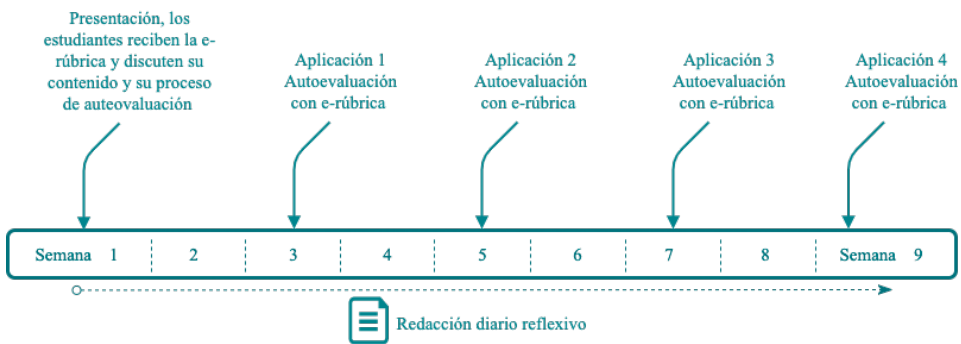 Presentación, los
estudiantes reciben la e-
rúbrica y discuten su
contenido y su proceso
de auteovaluación
Aplicación 1
Autoevaluación
con e-rúbrica
Aplicación 2
Autoevaluación
con e-rúbrica
Aplicación 3
Autoevaluación
con e-rúbrica
Aplicación 4
Autoevaluación
con e-rúbrica
Semana 1 2 3 4 5 6 7 8 Semana 9
Redacción diario reflexivo